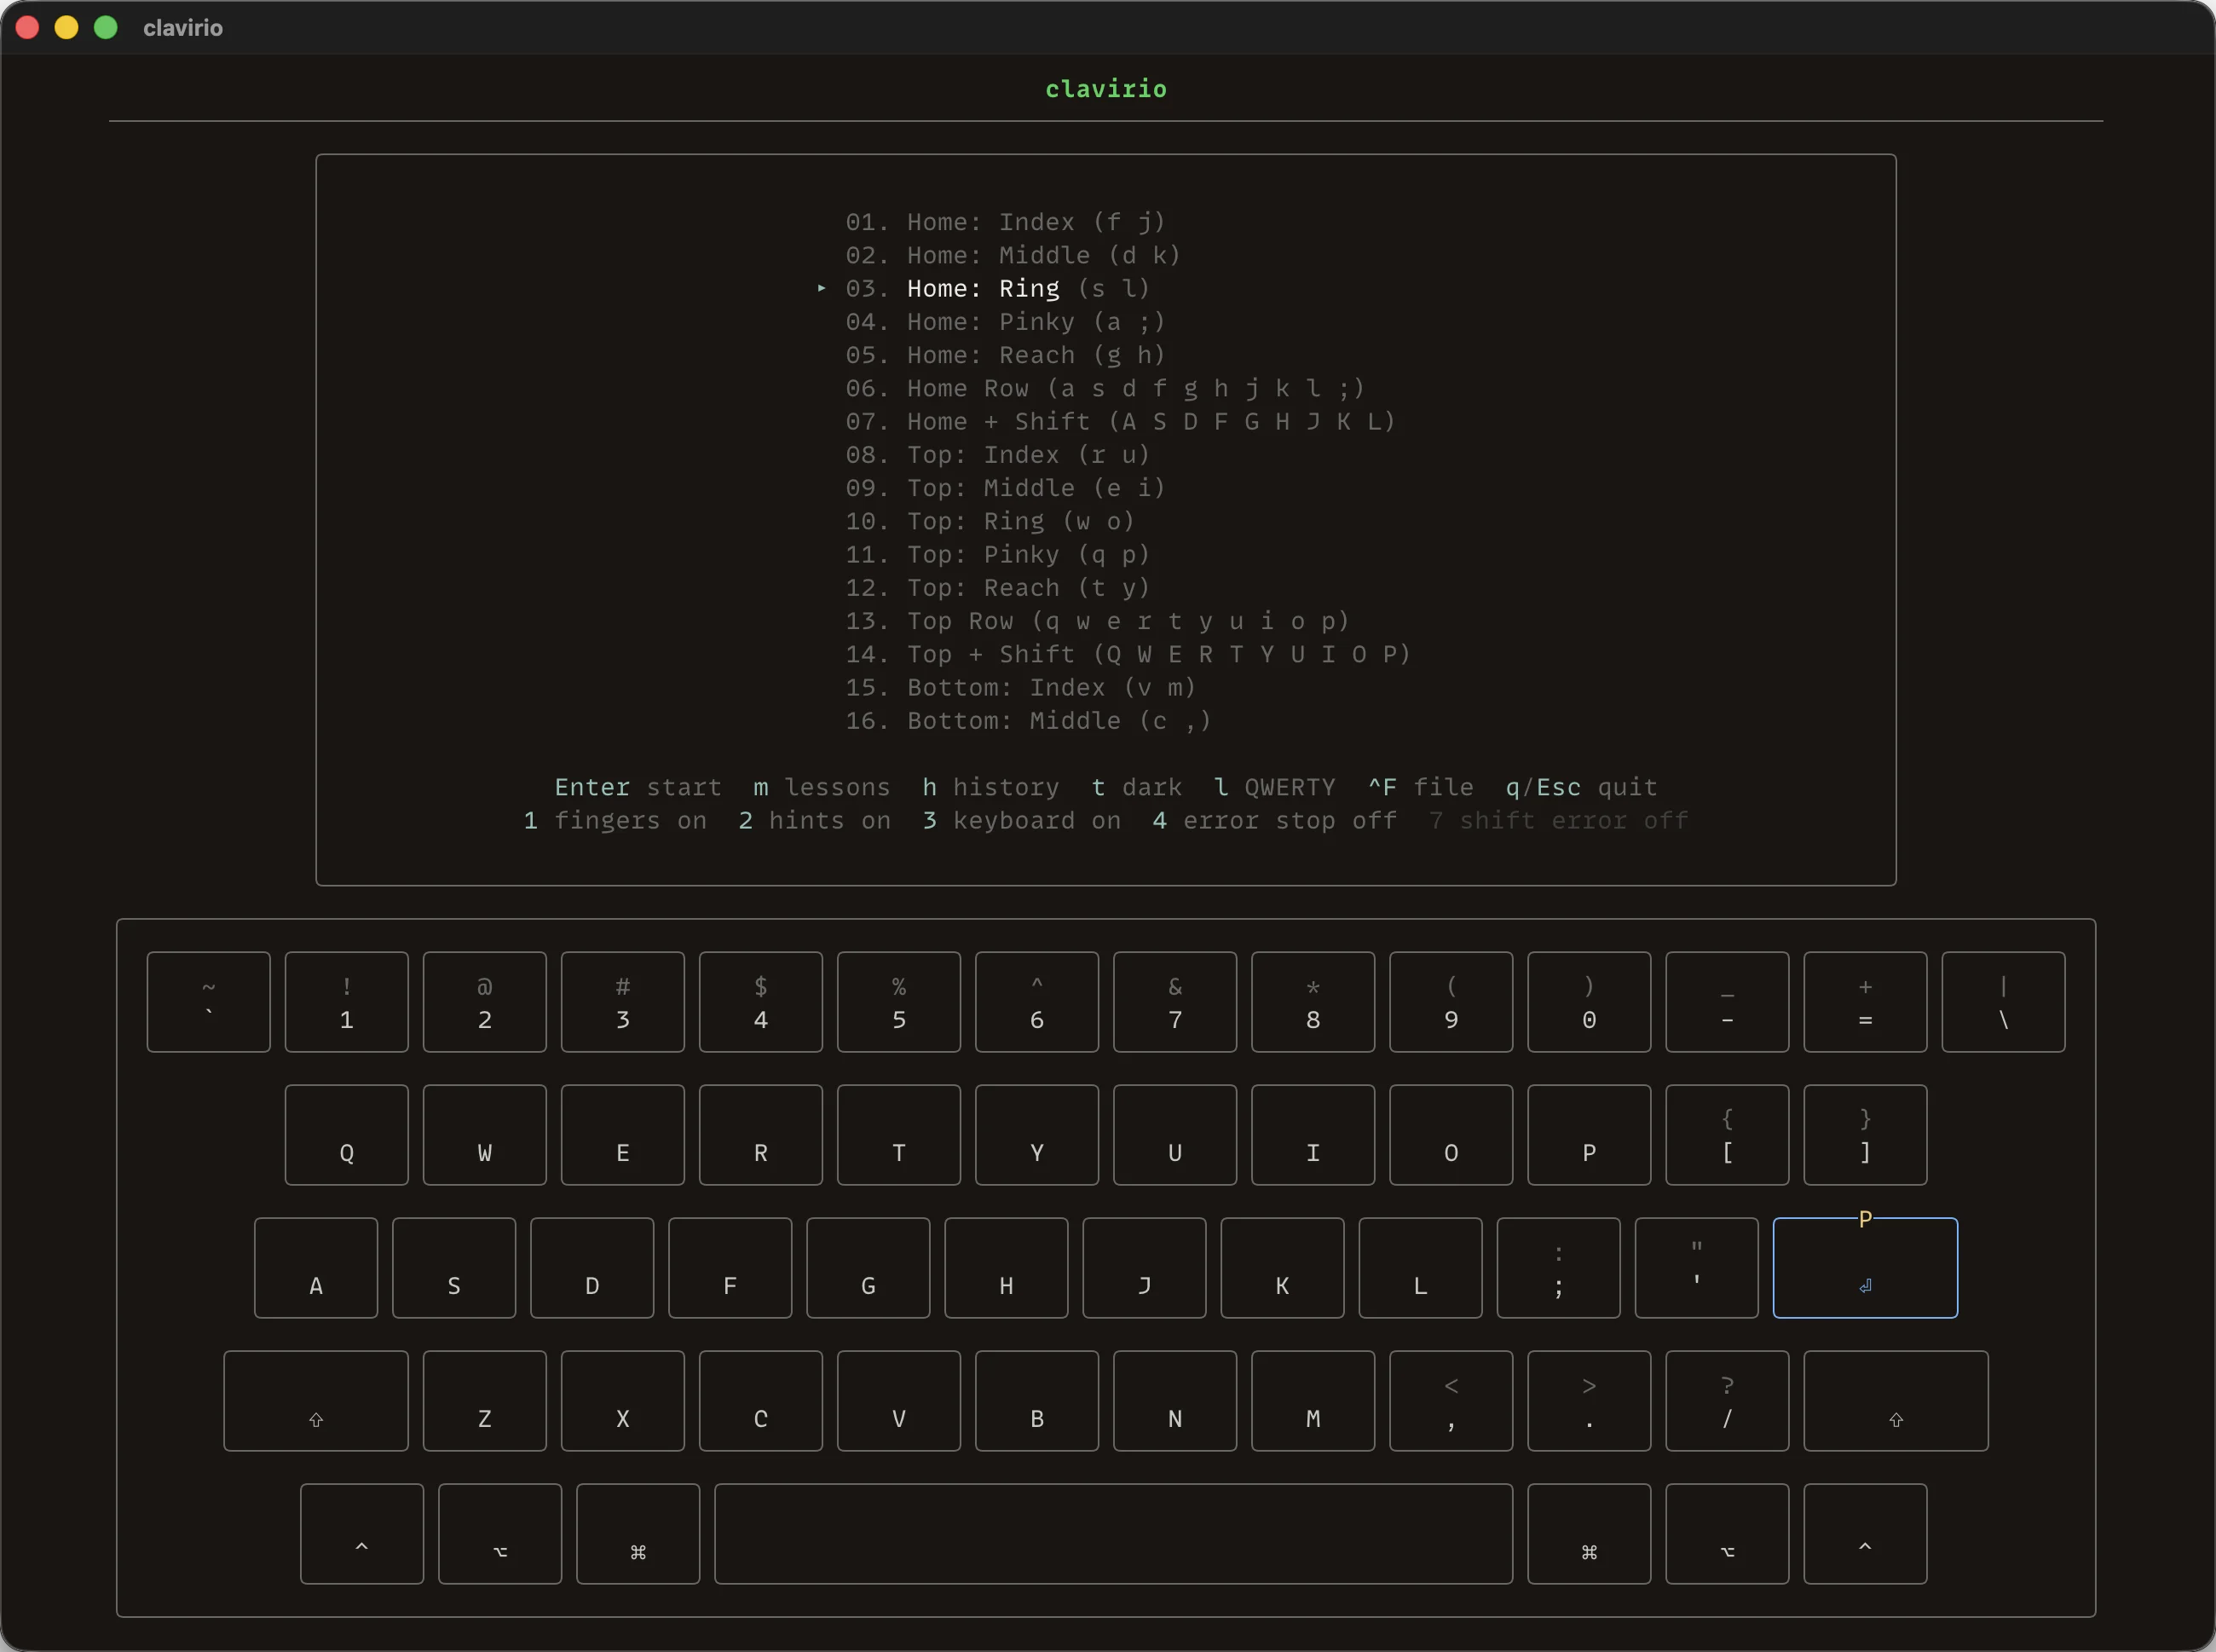 clavirio
clavirio
01. Home: Index (f j)
02. Home: Middle (d k)
▸ 03. Home: Ring (s l)
04. Home: Pinky (a ;)
05. Home: Reach (g h)
06. Home Row (a s d f g h j k l ;)
07. Home + Shift (A S D F G H J K L)
08. Top: Index (r u)
09. Top: Middle (e i)
10. Top: Ring (w o)
11. Top: Pinky (q p)
12. Top: Reach (t y)
13. Top Row (q w e r t y u i o p)
14. Top + Shift (Q W E R T Y U I O P)
15. Bottom: Index (v m)
16. Bottom: Middle (c ,)
Enter start  m lessons  h history  t dark  l QWERTY  ^F file  q/Esc quit
1 fingers on  2 hints on  3 keyboard on  4 error stop off  7 shift error off
~ ! @ # $ % ^ & * ( ) _ + |
` 1 2 3 4 5 6 7 8 9 0 - = \
{ }
Q W E R T Y U I O P [ ]
P
: "
A S D F G H J K L ; ' ⏎
< > ?
⇧ Z X C V B N M , . / ⇧
^ ⌥ ⌘ ⌘ ⌥ ^